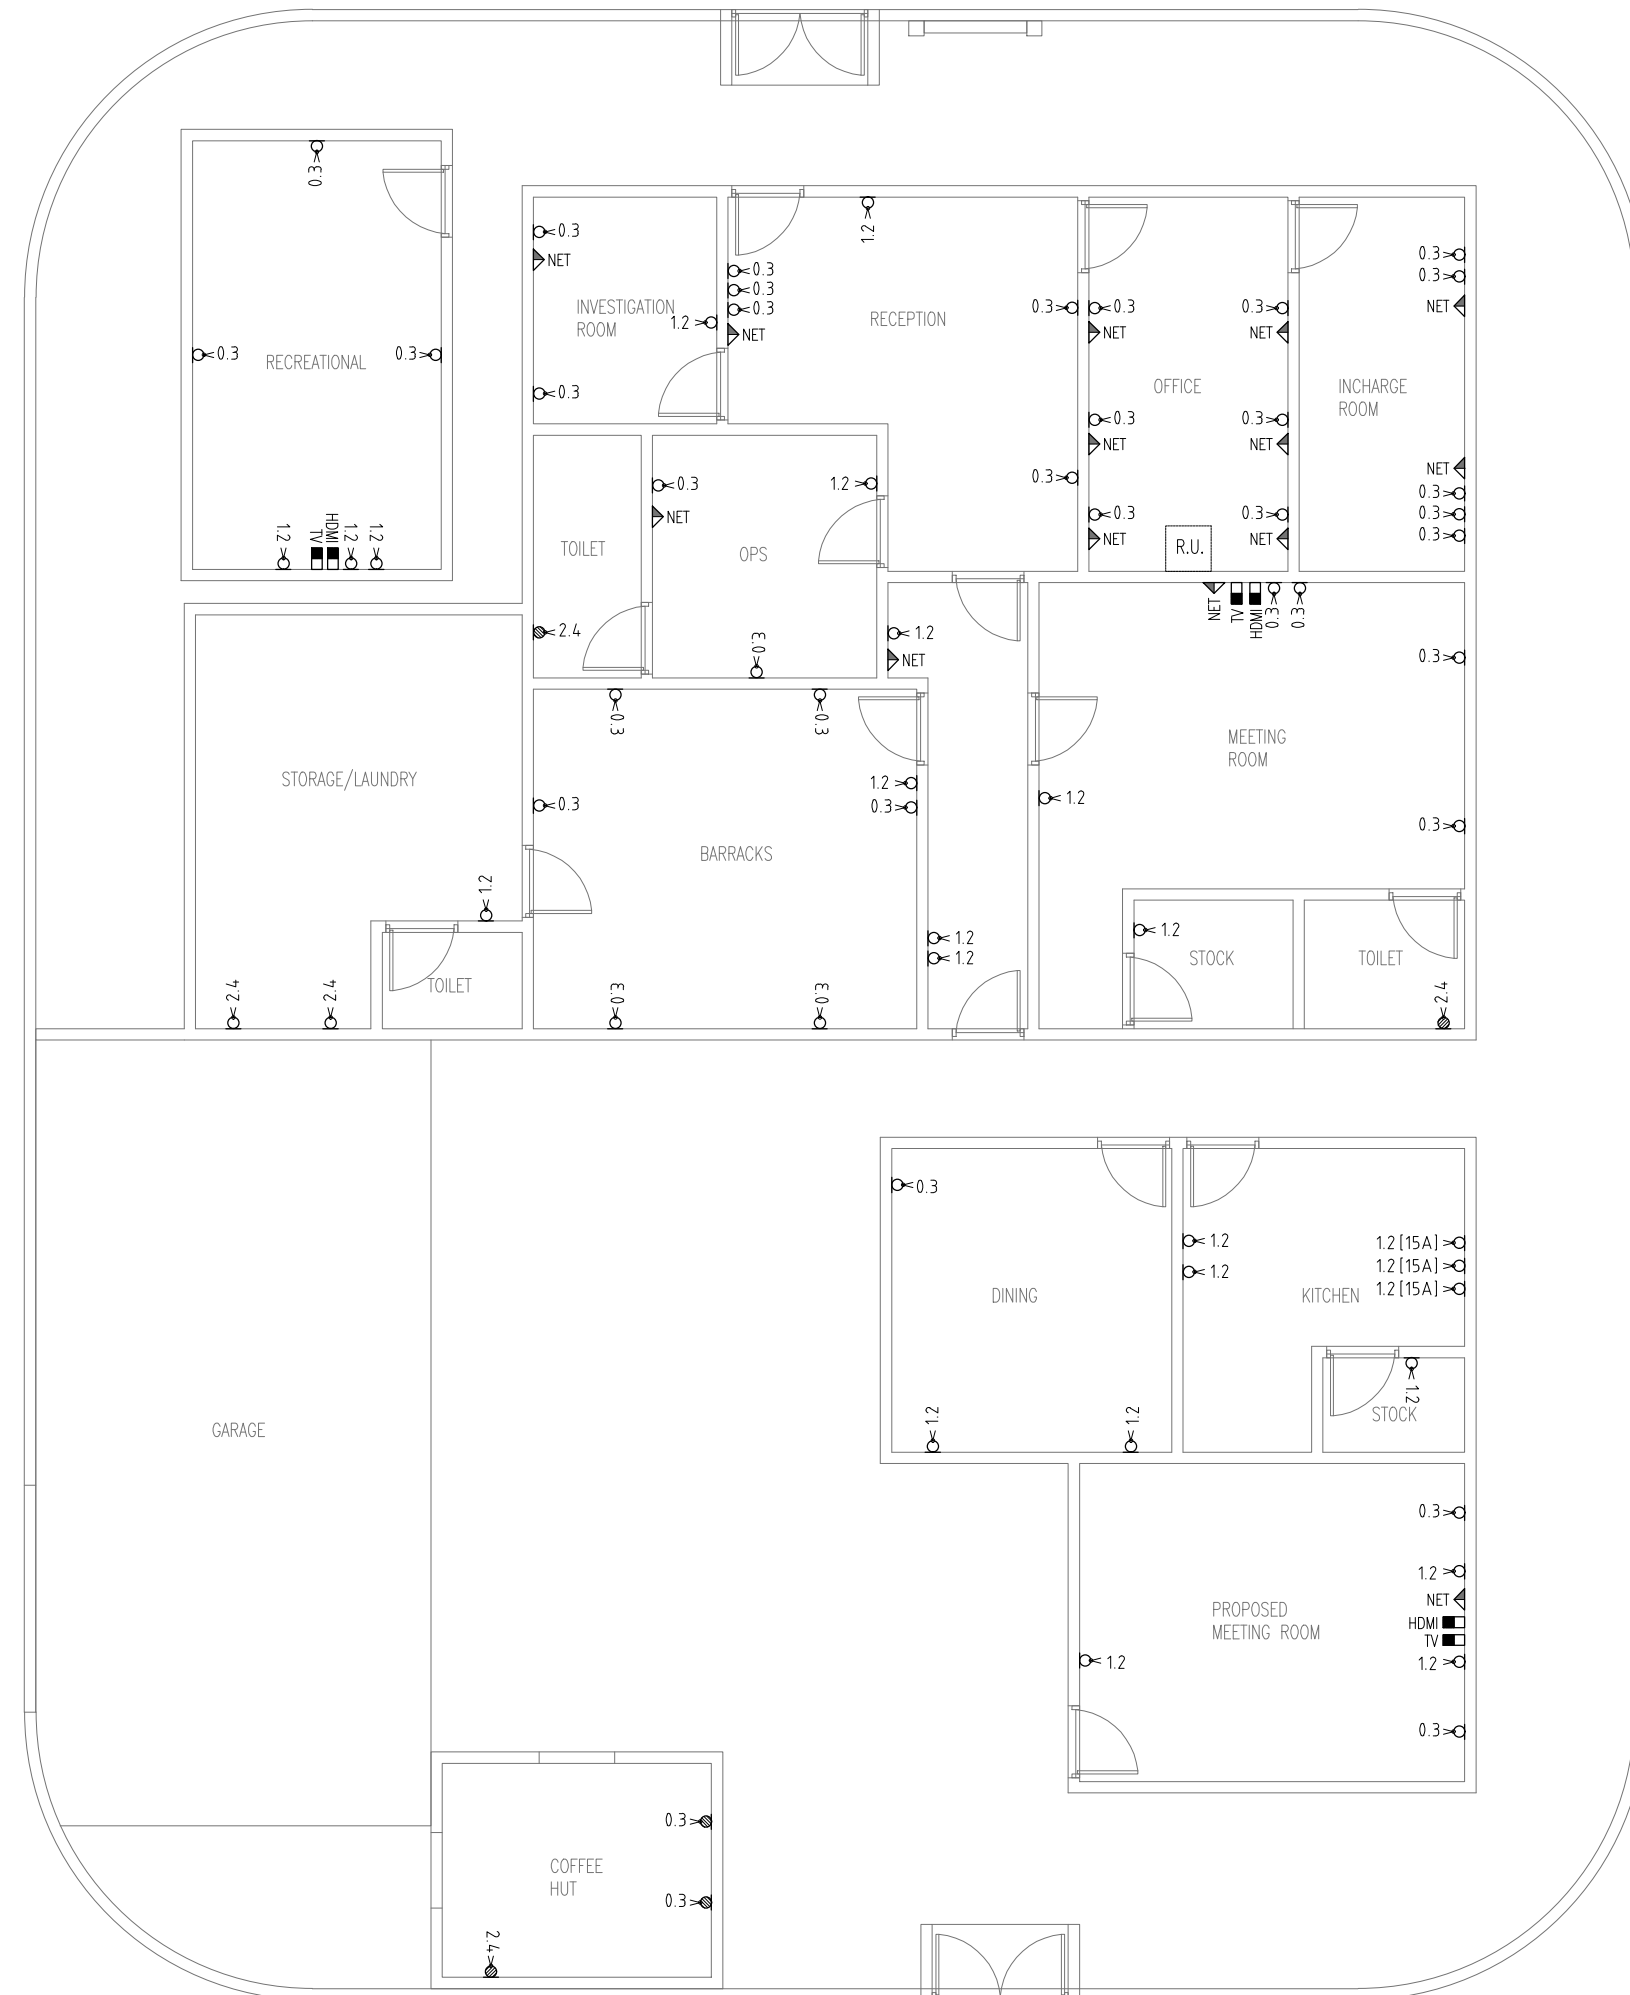 0.3
0.3
NET
1.2
0.3
0.3
0.3
0.3
0.3
NET
INVESTIGATION
ROOM
1.2
NET
RECEPTION
0.3
0.3
0.3
NET
NET
NET
RECREATIONAL
0.3
0.3
OFFICE
INCHARGE
ROOM
0.3
0.3
0.3
NET
NET
NET
0.3
0.3
1.2
0.3
NET
0.3
0.3
0.3
0.3
0.3
NET
NET
R.U.
1.2
TV
HDMI
1.2
1.2
TOILET
OPS
NET
TV
HDMI
0.3
0.3
2.4
0.3
1.2
NET
0.3
0.3
0.3
MEETING
ROOM
STORAGE/LAUNDRY
0.3
1.2
0.3
1.2
0.3
BARRACKS
1.2
1.2
1.2
1.2
STOCK
TOILET
TOILET
2.4
2.4
0.3
0.3
2.4
0.3
1.2
1.2
1.2 [15A]
1.2 [15A]
1.2 [15A]
DINING
KITCHEN
1.2
STOCK
1.2
1.2
GARAGE
0.3
1.2
NET
PROPOSED
MEETING ROOM
HDMI
TV
1.2
1.2
0.3
0.3
COFFEE
HUT
0.3
2.4